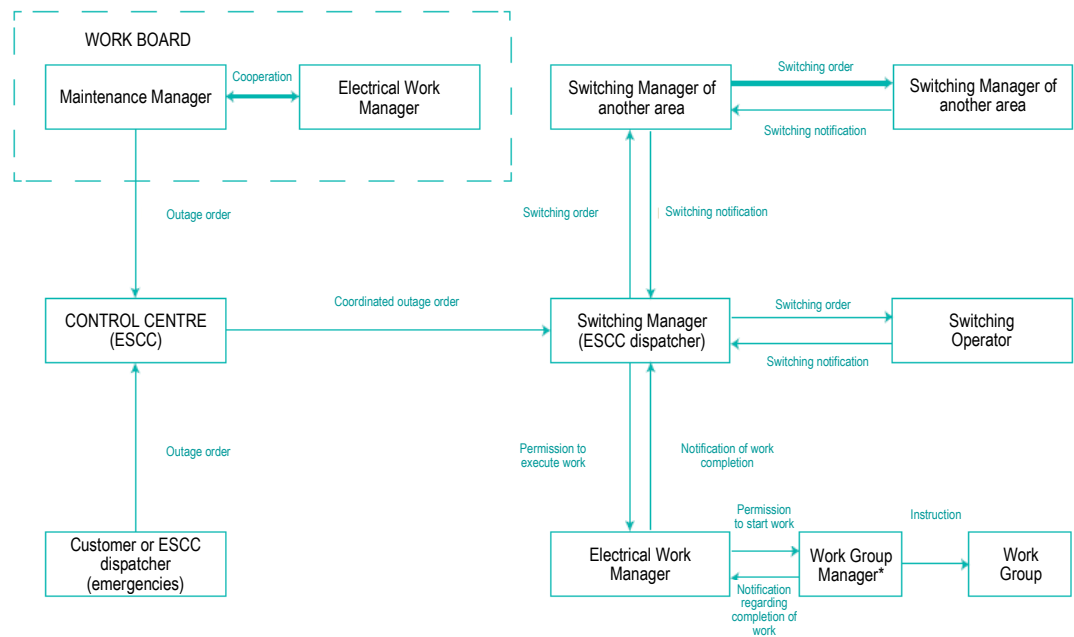 WORK BOARD
Maintenance Manager
Cooperation
Electrical Work
Manager
Switching Manager of
another area
Switching order
Switching notification
Switching Manager of
another area
Outage order
Switching order
Switching notification
CONTROL CENTRE
(ESCC)
Coordinated outage order
Switching Manager
(ESCC dispatcher)
Switching order
Switching notification
Switching
Operator
Outage order
Permission to
execute work
Notification of work
completion
Customer or ESCC
dispatcher
(emergencies)
Electrical Work
Manager
Permission
to start work
Notification
regarding
completion of
work
Work Group
Manager*
Instruction
Work
Group